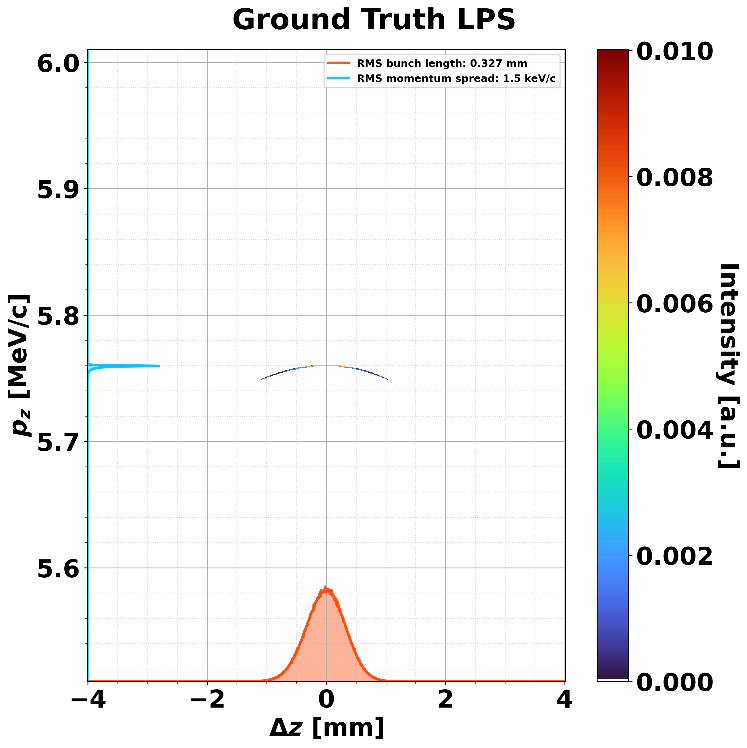 Ground Truth LPS
RMS bunch length: 0.327 mm
RMS momentum spread: 1.5 keV/c
6.0
5.9
5.8
5.7
5.6
p_z [MeV/c]
−4
−2
0
2
4
Δz [mm]
0.010
0.008
0.006
0.004
0.002
0.000
Intensity [a.u.]